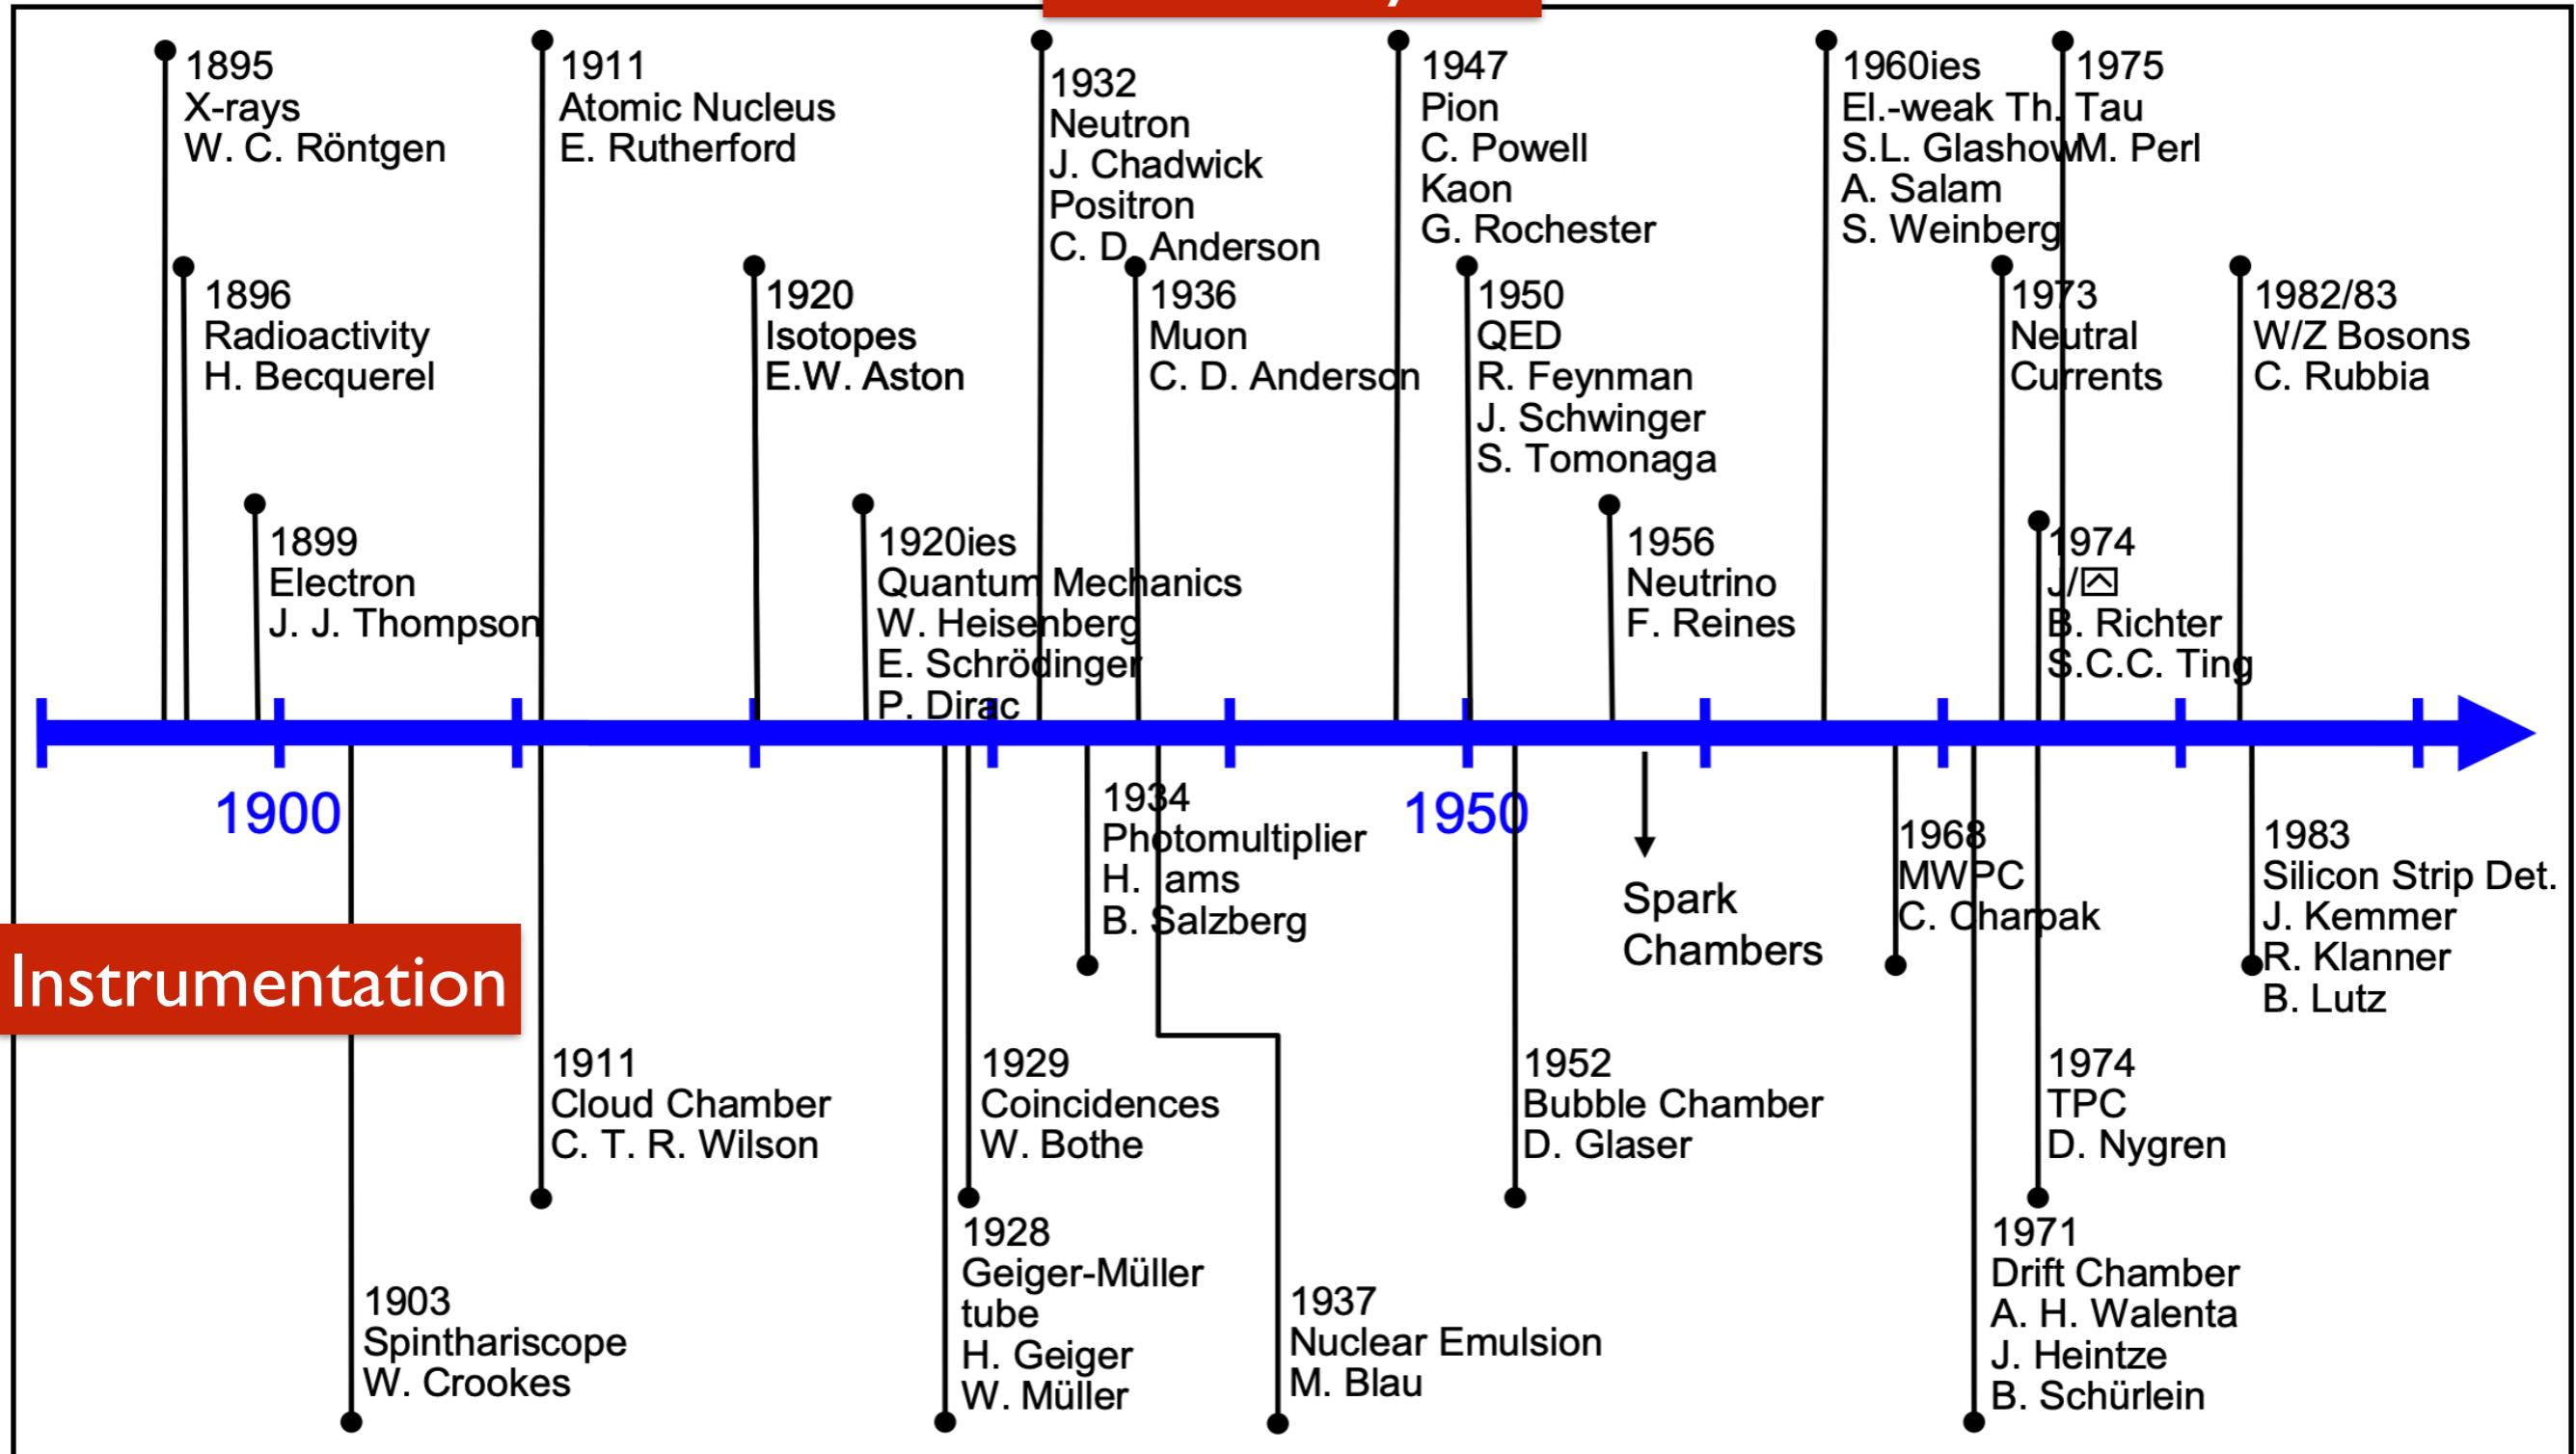 1895
X-rays
W. C. Röntgen
1911
Atomic Nucleus
E. Rutherford
1932
Neutron
J. Chadwick
Positron
C. D. Anderson
1947
Pion
C. Powell
Kaon
G. Rochester
1960ies
El.-weak Th.
S.L. Glashow
A. Salam
S. Weinberg
1975
Tau
M. Perl
1896
Radioactivity
H. Becquerel
1920
Isotopes
E.W. Aston
1936
Muon
C. D. Anderson
1950
QED
R. Feynman
J. Schwinger
S. Tomonaga
1973
Neutral
Currents
1982/83
W/Z Bosons
C. Rubbia
1899
Electron
J. J. Thompson
1920ies
Quantum Mechanics
W. Heisenberg
E. Schrödinger
P. Dirac
1956
Neutrino
F. Reines
1974
J/
B. Richter
S.C.C. Ting
1900
1950
1934
Photomultiplier
H. Iams
B. Salzberg
Spark
Chambers
1968
MWPC
C. Charpak
1983
Silicon Strip Det.
J. Kemmer
R. Klanner
B. Lutz
Instrumentation
1911
Cloud Chamber
C. T. R. Wilson
1929
Coincidences
W. Bothe
1952
Bubble Chamber
D. Glaser
1974
TPC
D. Nygren
1903
Spinthariscope
W. Crookes
1928
Geiger-Müller
tube
H. Geiger
W. Müller
1937
Nuclear Emulsion
M. Blau
1971
Drift Chamber
A. H. Walenta
J. Heintze
B. Schürlein